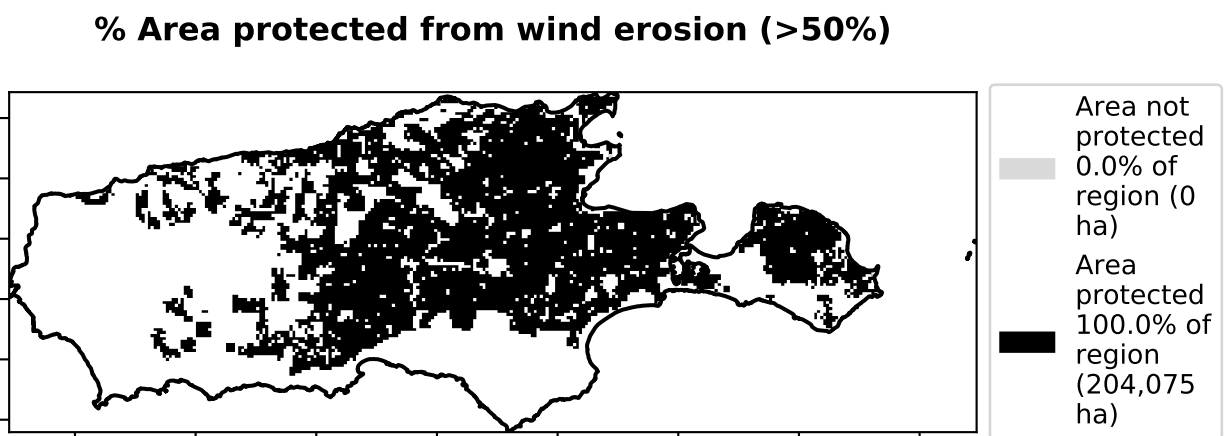 % Area protected from wind erosion (>50%)
Area not
protected
0.0% of
region (0
ha)
Area
protected
100.0% of
region
(204,075
ha)